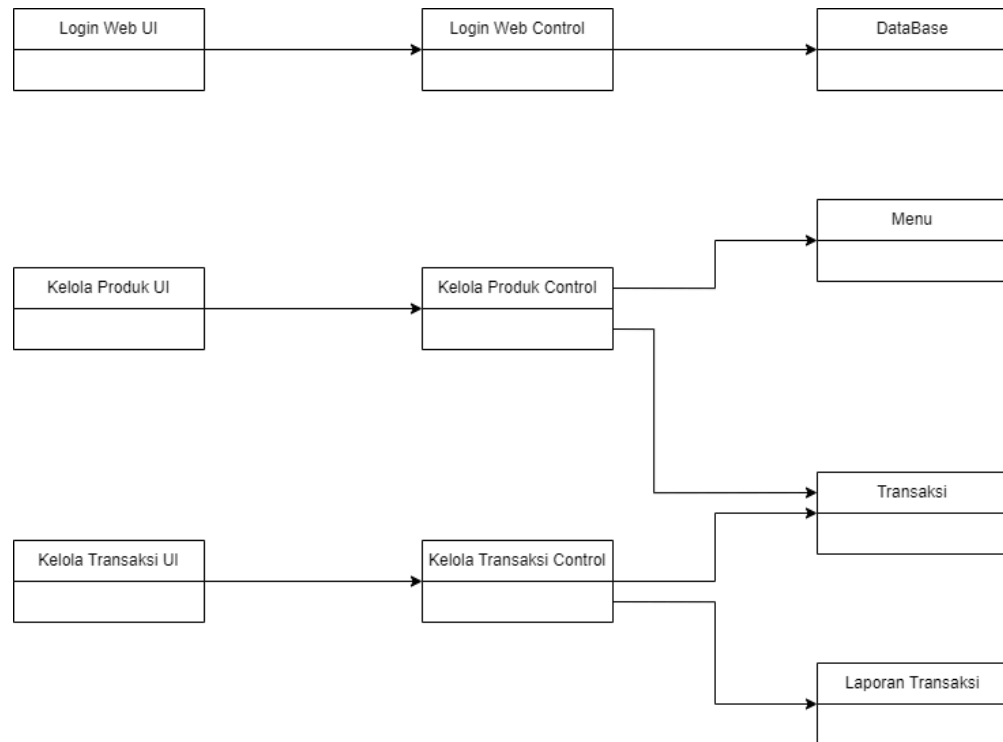 Login Web UI
Login Web Control
DataBase
Menu
Kelola Produk UI
Kelola Produk Control
Transaksi
Kelola Transaksi UI
Kelola Transaksi Control
Laporan Transaksi